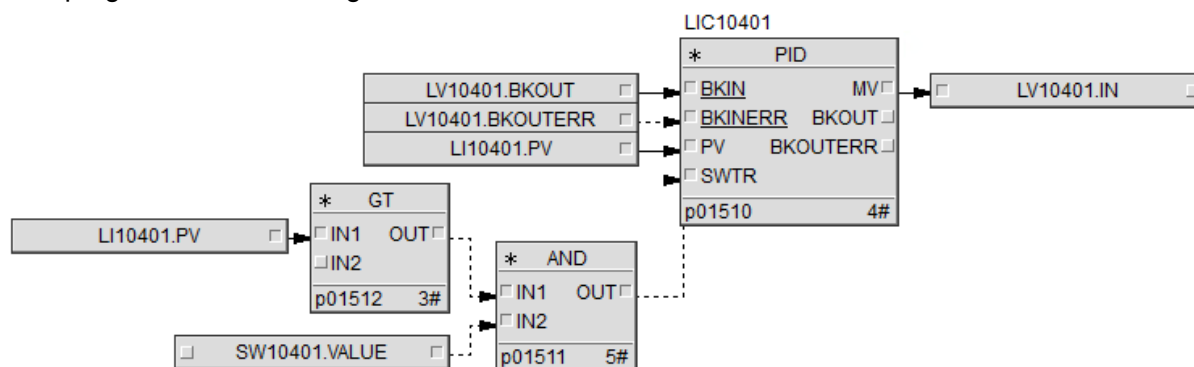 LIC10401
* PID
LV10401.BKOUT
BKIN MV
LV10401.IN
LV10401.BKOUTERR
BKINERR BKOUT
LI10401.PV
PV BKOUTERR
SWTR
p01510 4#
* GT
LI10401.PV
IN1 OUT
IN2
p01512 3#
* AND
IN1 OUT
IN2
SW10401.VALUE
p01511 5#